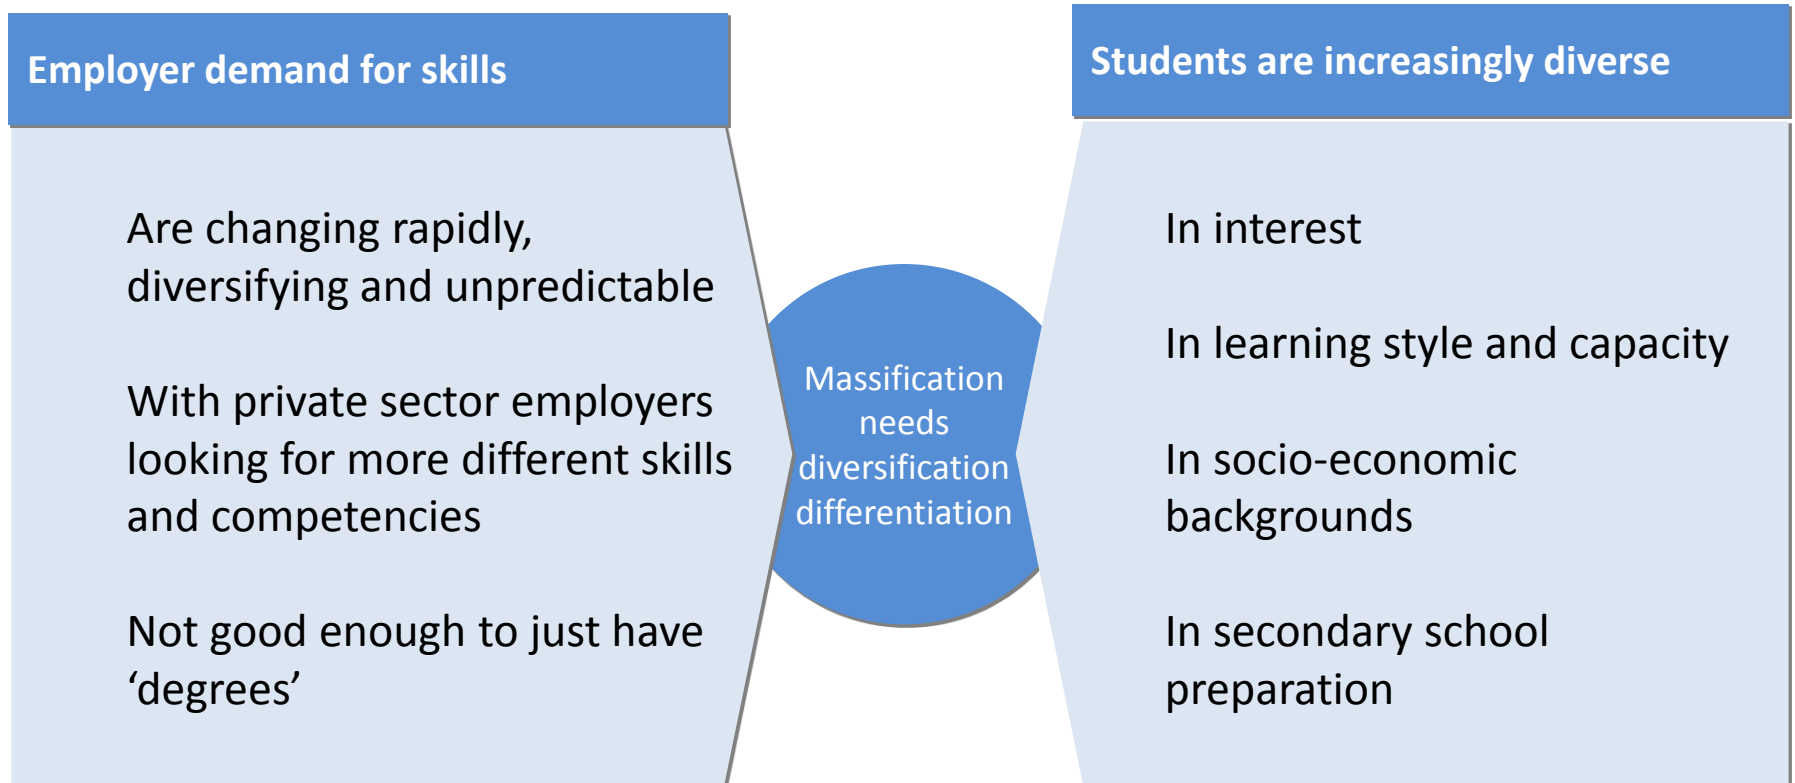 Employer demand for skills
Are changing rapidly,
diversifying and unpredictable
With private sector employers
looking for more different skills
and competencies
Not good enough to just have
‘degrees’
Massification
needs
diversification
differentiation
Students are increasingly diverse
In interest
In learning style and capacity
In socio-economic
backgrounds
In secondary school
preparation